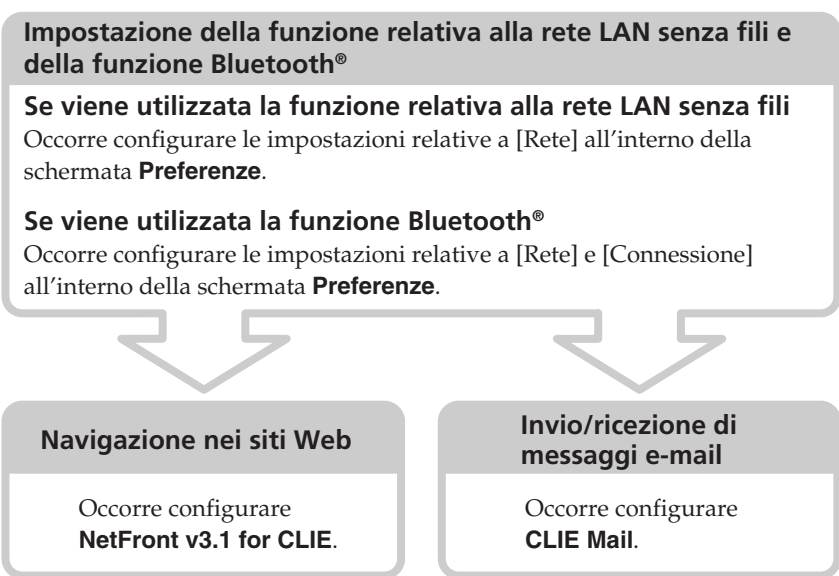 Impostazione della funzione relativa alla rete LAN senza fili e
della funzione Bluetooth®
Se viene utilizzata la funzione relativa alla rete LAN senza fili
Occorre configurare le impostazioni relative a [Rete] all'interno della
schermata Preferenze.
Se viene utilizzata la funzione Bluetooth®
Occorre configurare le impostazioni relative a [Rete] e [Connessione]
all'interno della schermata Preferenze.
Navigazione nei siti Web
Occorre configurare
NetFront v3.1 for CLIE.
Invio/ricezione di
messaggi e-mail
Occorre configurare
CLIE Mail.